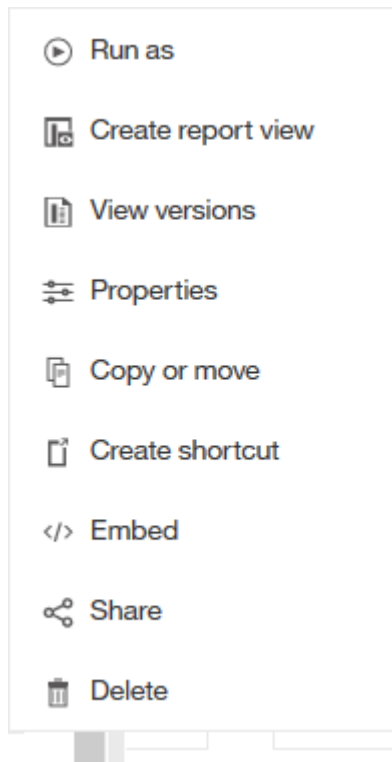 Run as
Create report view
View versions
Properties
Copy or move
Create shortcut
Embed
Share
Delete